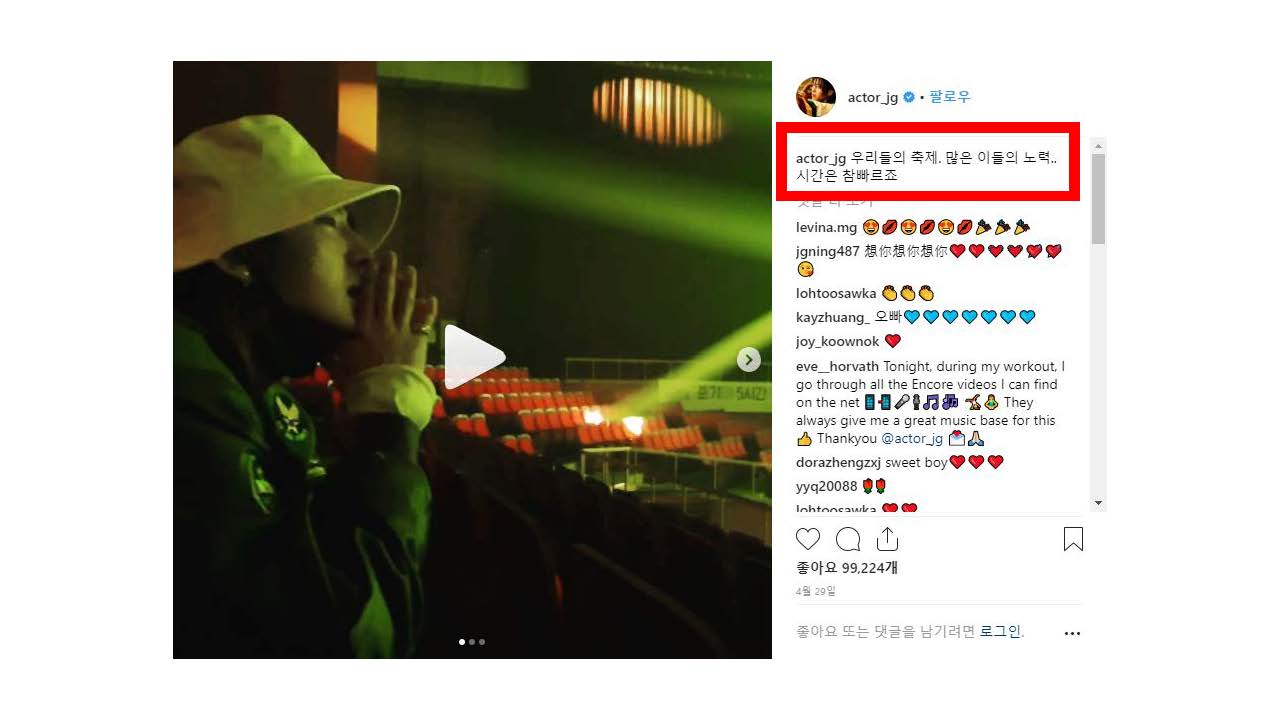 actor_jg • 팔로우
actor_jg 우리들의 축제. 많은 이들의 노력..
시간은 참빠르죠
levina.mg 😍💋😍💋😍💋🎉🎉🎉
jgning487 想你想你想你❤❤❤❤💘💘
😘
lohtoosawka 👏👏👏
kayzhuang_ 오빠💙💙💙💙💙💙💙
joy_koownok ❤
eve__horvath Tonight, during my workout, I
go through all the Encore videos I can find
on the net 📱📲🎤🎵🎶 They
always give me a great music base for this
👍 Thankyou @actor_jg 💌🙏
dorazhengzxj sweet boy❤❤❤
yyq20088 🌹🌹
lohtoosawka ❤❤
좋아요 99,224개
4월 29일
좋아요 또는 댓글을 남기려면 로그인.